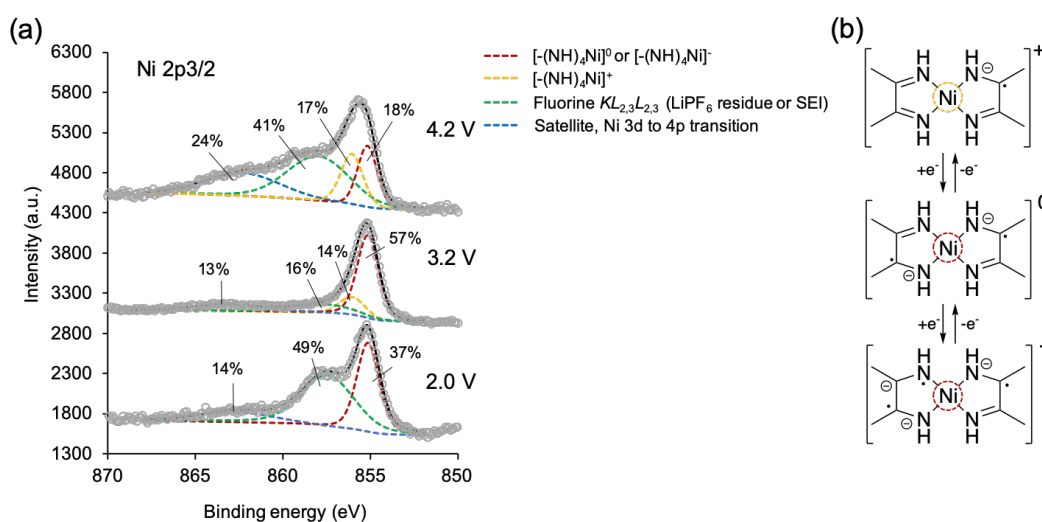 (a)
Ni 2p3/2
Intensity (a.u.)
6300
5800
5300
4800
4300
3800
3300
2800
2300
1800
1300
24%
41%
17%
18%
4.2 V
13%
16%
14%
57%
3.2 V
14%
49%
37%
2.0 V
870
865
860
855
850
Binding energy (eV)
[-(NH)₄Ni]⁰ or [-(NH)₄Ni]⁻
[-(NH)₄Ni]⁺
Fluorine KL₂,₃L₂,₃ (LiPF₆ residue or SEI)
Satellite, Ni 3d to 4p transition
(b)
H H ⊖ +
N N
Ni
N N
H H
+e⁻ -e⁻
H H ⊖ 0
N N
Ni
N N
⊖ H H
+e⁻ -e⁻
H H ⊖ -
⊖ N N
Ni
N N
⊖ H H